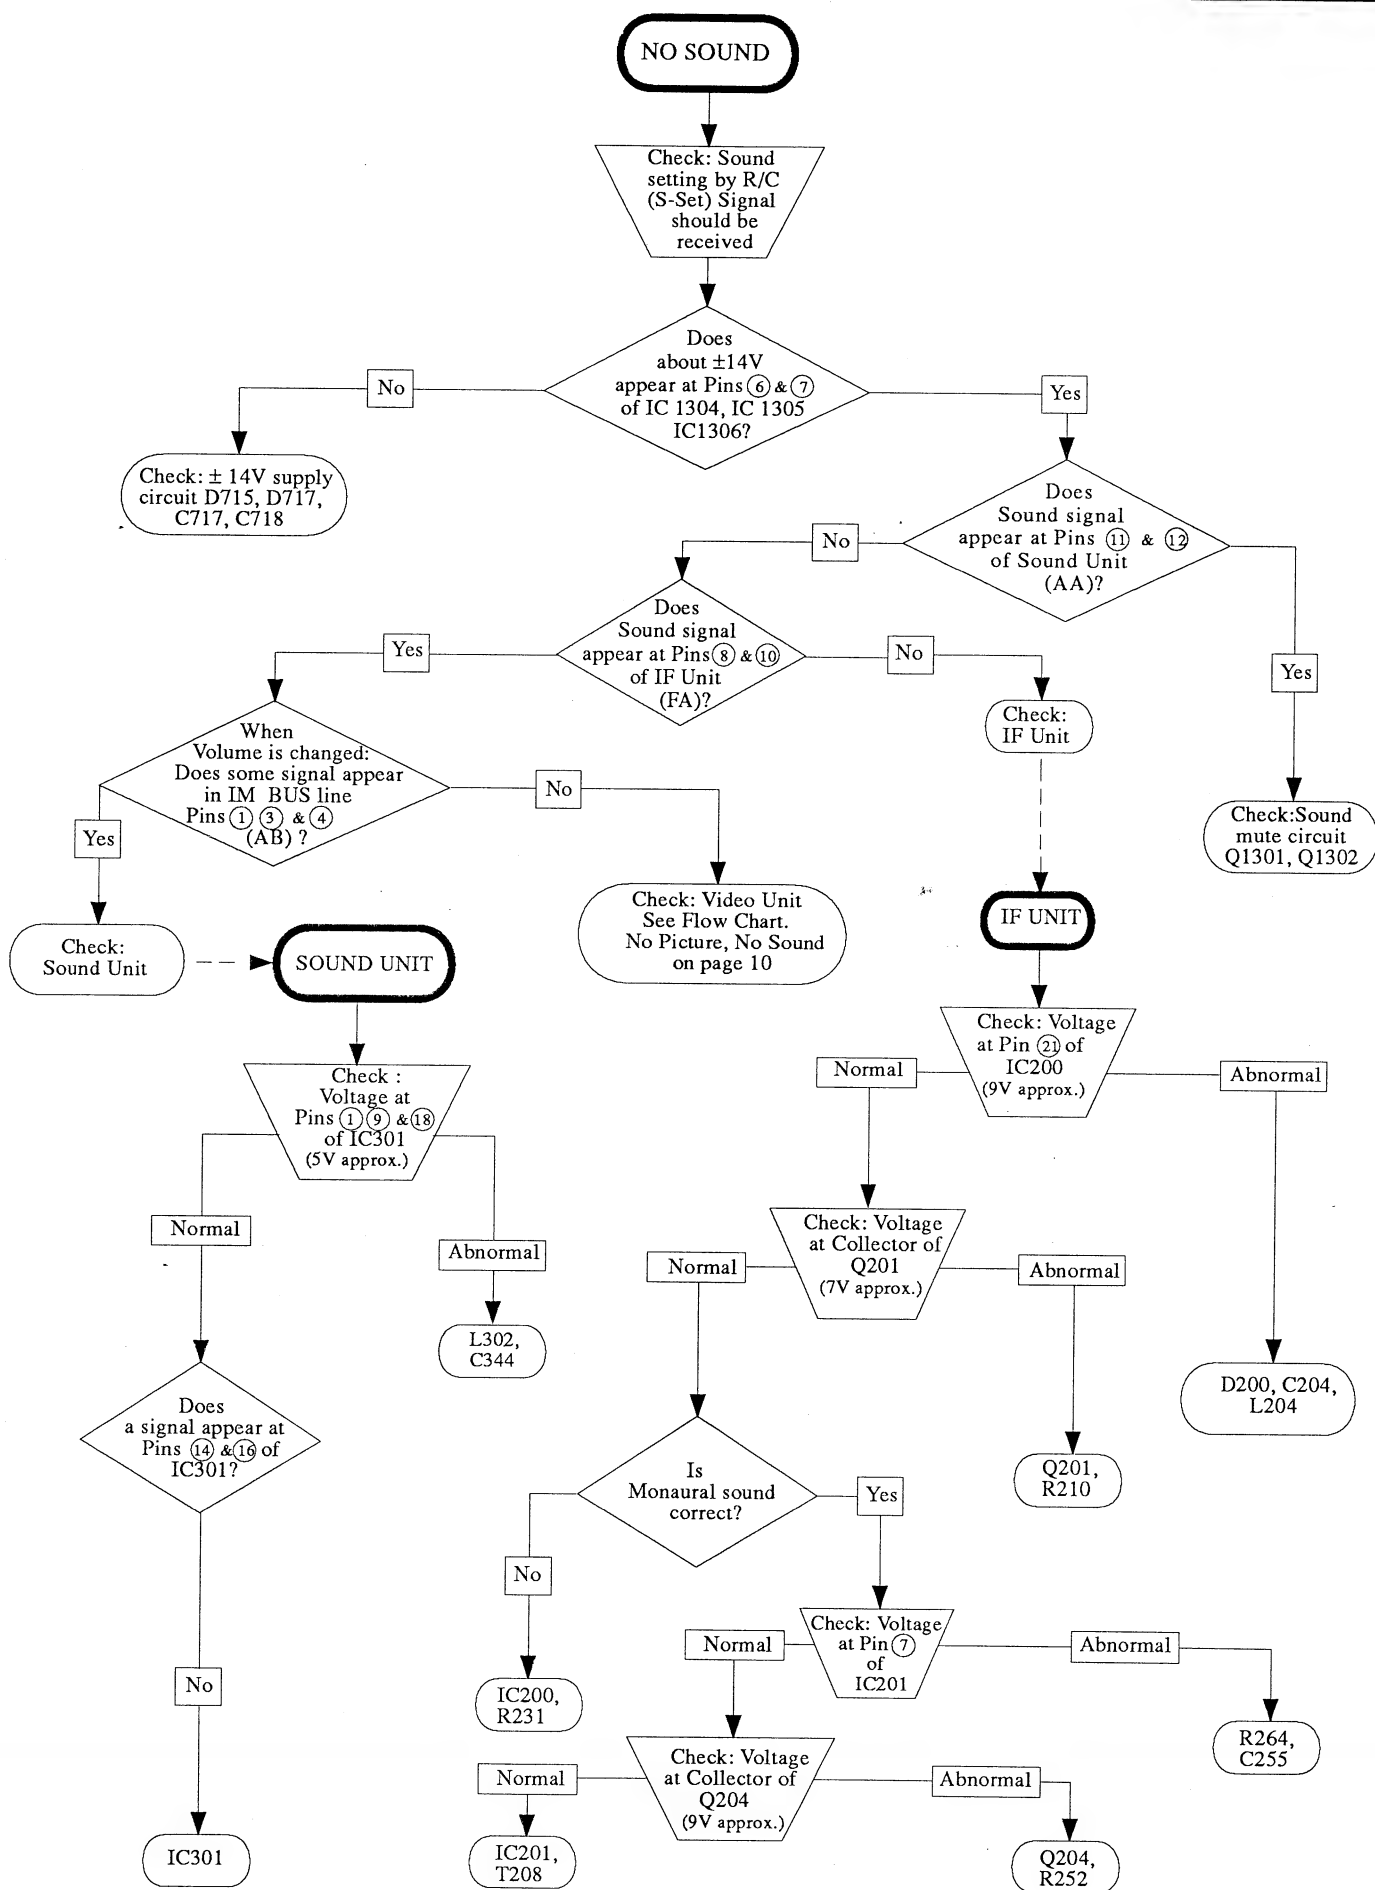 NO SOUND
Check: Sound
setting by R/C
(S-Set) Signal
should be
received
Does
about ±14V
appear at Pins ⑥ & ⑦
of IC 1304, IC 1305
IC1306?
No
Yes
Check: ± 14V supply
circuit D715, D717,
C717, C718
Does
Sound signal
appear at Pins ⑪ & ⑫
of Sound Unit
(AA)?
No
Yes
Does
Sound signal
appear at Pins ⑧ & ⑩
of IF Unit
(FA)?
Yes
No
Check:
IF Unit
When
Volume is changed:
Does some signal appear
in IM BUS line
Pins ① ③ & ④
(AB) ?
No
Yes
Check:Sound
mute circuit
Q1301, Q1302
Check: Video Unit
See Flow Chart.
No Picture, No Sound
on page 10
IF UNIT
Check:
Sound Unit
SOUND UNIT
Check: Voltage
at Pin ㉑ of
IC200
(9V approx.)
Normal
Abnormal
Check :
Voltage at
Pins ① ⑨ & ⑱
of IC301
(5V approx.)
Normal
Abnormal
L302,
C344
Check: Voltage
at Collector of
Q201
(7V approx.)
Normal
Abnormal
D200, C204,
L204
Does
a signal appear at
Pins ⑭ & ⑯ of
IC301?
Q201,
R210
Is
Monaural sound
correct?
Yes
No
Check: Voltage
at Pin ⑦
of
IC201
Normal
Abnormal
No
IC200,
R231
R264,
C255
Check: Voltage
at Collector of
Q204
(9V approx.)
Normal
Abnormal
IC301
IC201,
T208
Q204,
R252